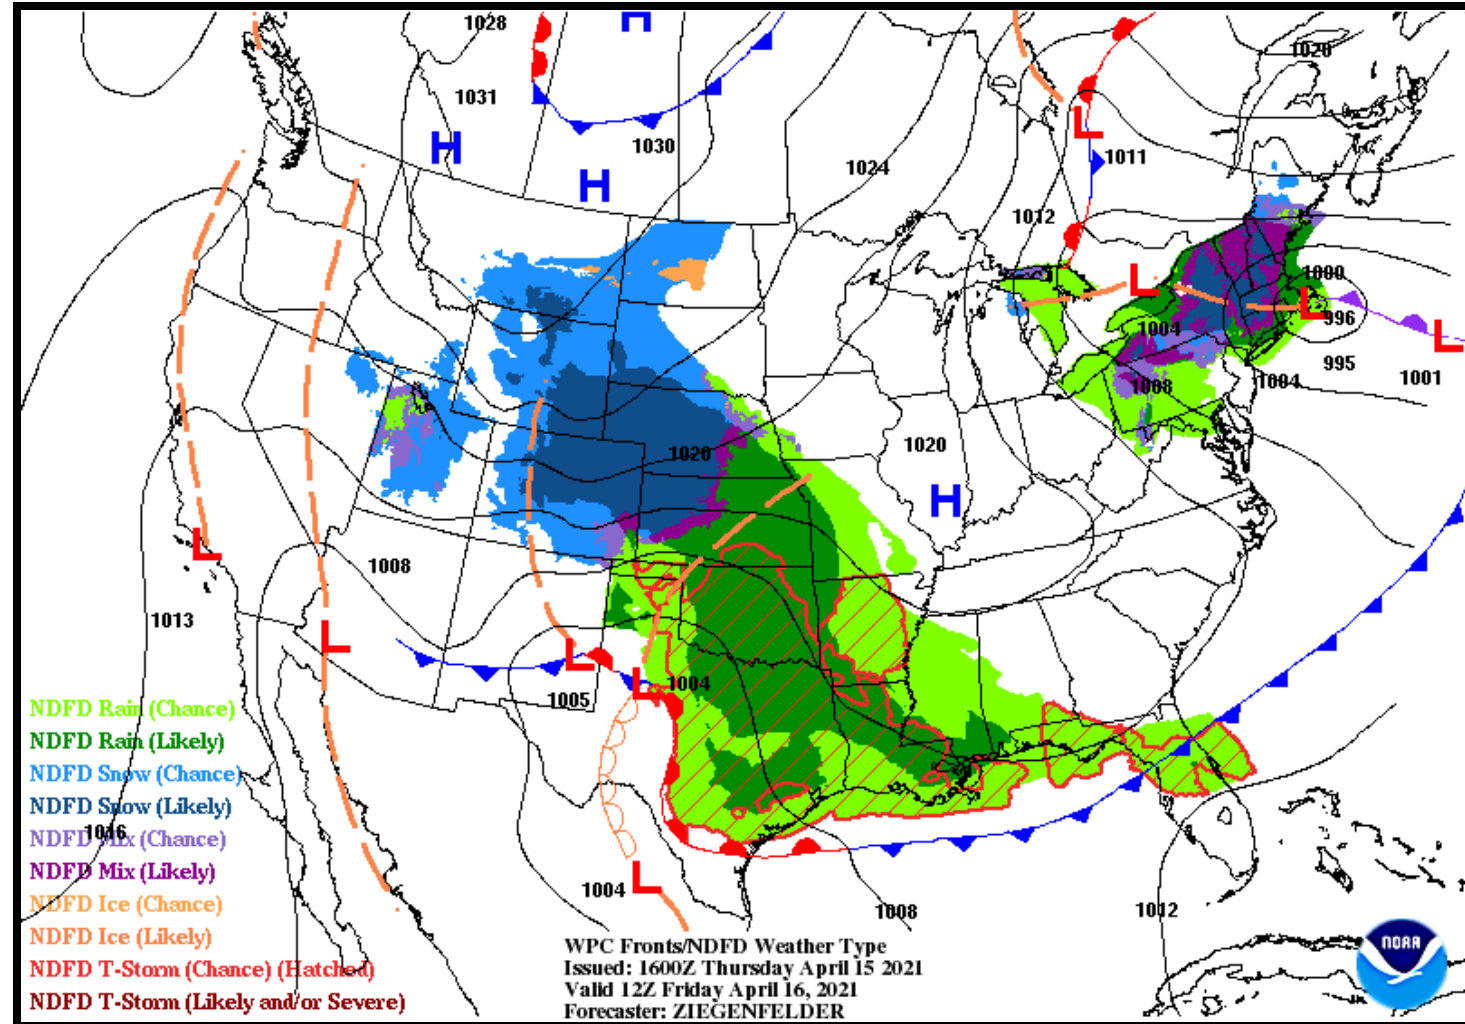 H
1028
1020
1031
L
H
1030
1011
1024
H
1012
L
1000
L
996
1004
L
995
1001
1004
1008
1020
1020
H
L
1008
1013
L
L
1005
L
1004
NDFD Rain (Chance)
NDFD Rain (Likely)
NDFD Snow (Chance)
NDFD Snow (Likely)
1016
NDFD Mix (Chance)
NDFD Mix (Likely)
L
1004
NDFD Ice (Chance)
1008
1012
NDFD Ice (Likely)
NDFD T-Storm (Chance) (Hatched)
NDFD T-Storm (Likely and/or Severe)
WPC Fronts/NDFD Weather Type
Issued: 1600Z Thursday April 15 2021
Valid 12Z Friday April 16, 2021
Forecaster: ZIEGENFELDER
NOAA